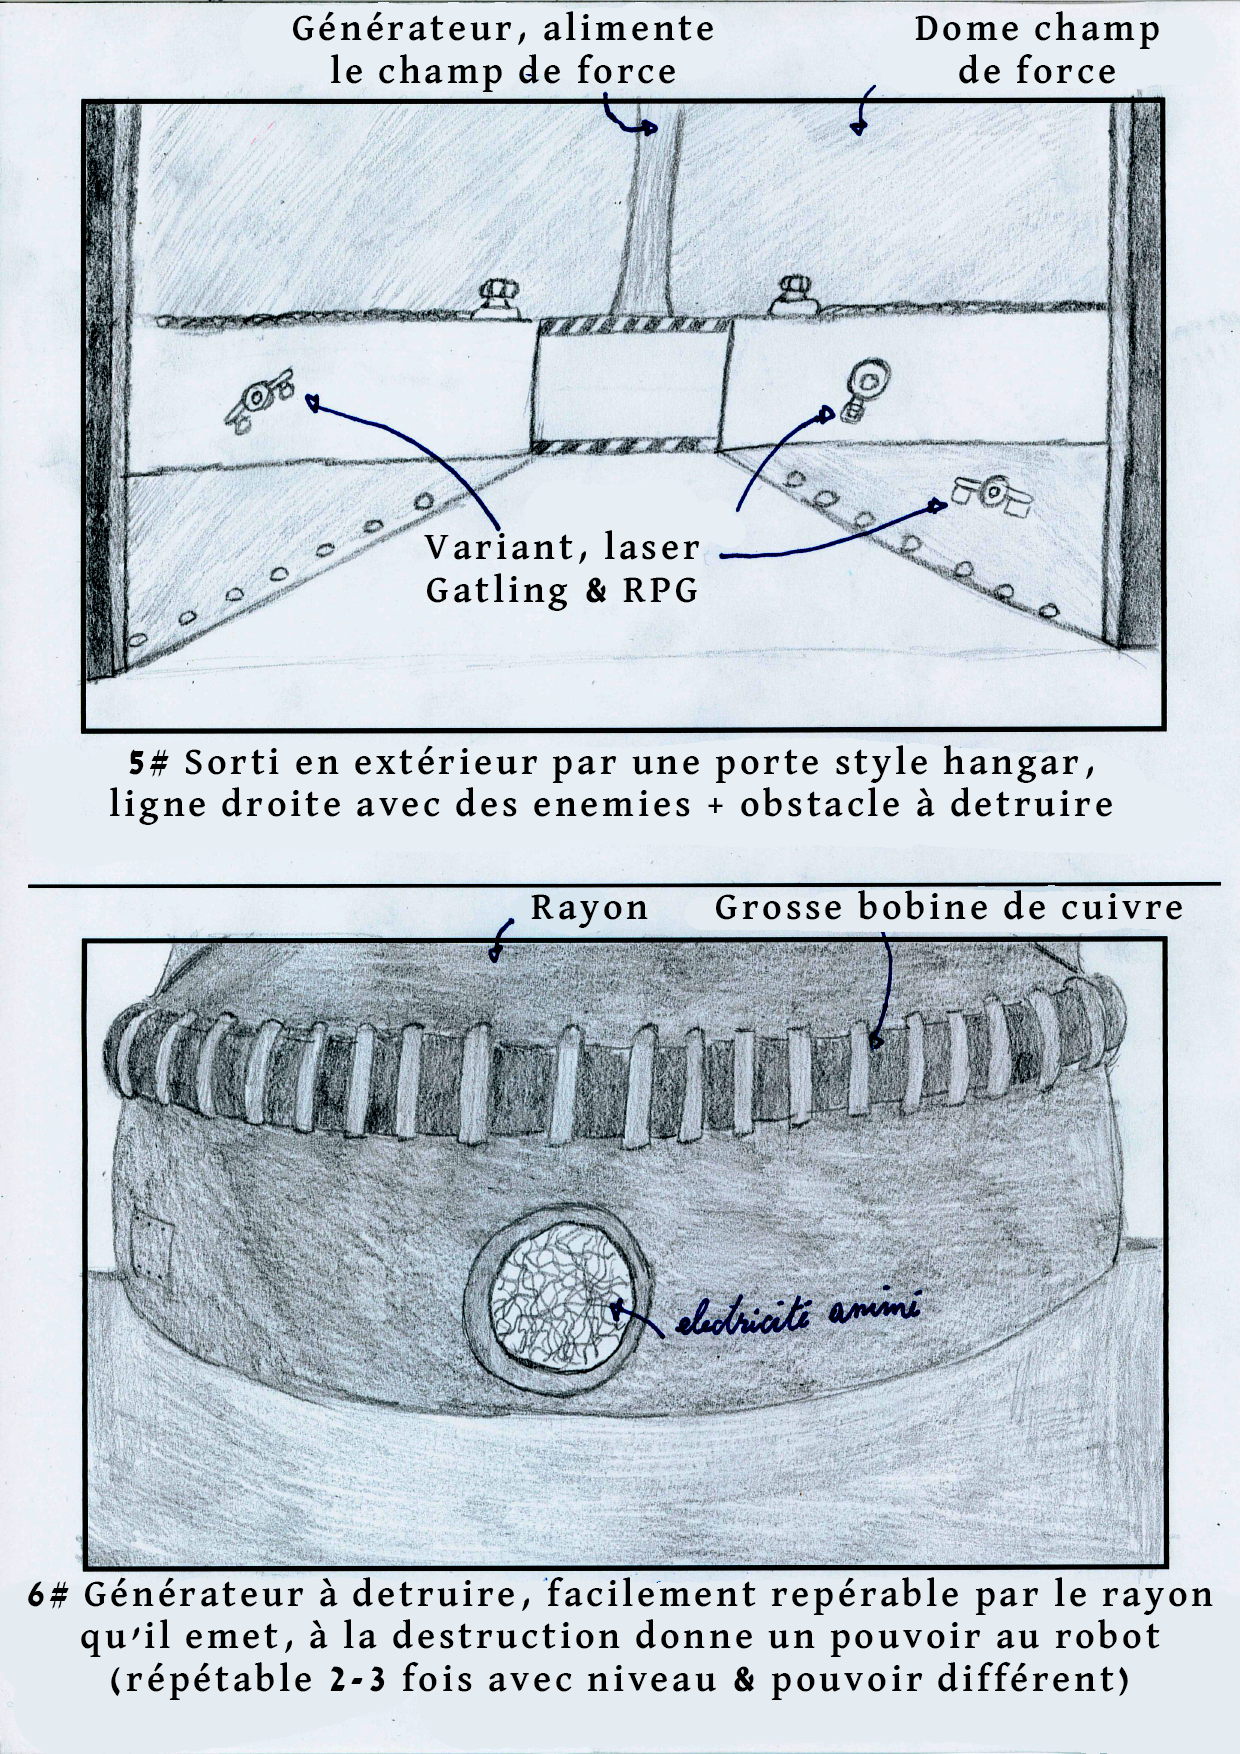 Générateur, alimente
le champ de force
Dome champ
de force
Variant, laser
Gatling & RPG
5# Sorti en extérieur par une porte style hangar,
ligne droite avec des enemies + obstacle à detruire
Rayon
Grosse bobine de cuivre
electricité animé
6# Générateur à detruire, facilement repérable par le rayon
qu'il emet, à la destruction donne un pouvoir au robot
(répétable 2-3 fois avec niveau & pouvoir différent)